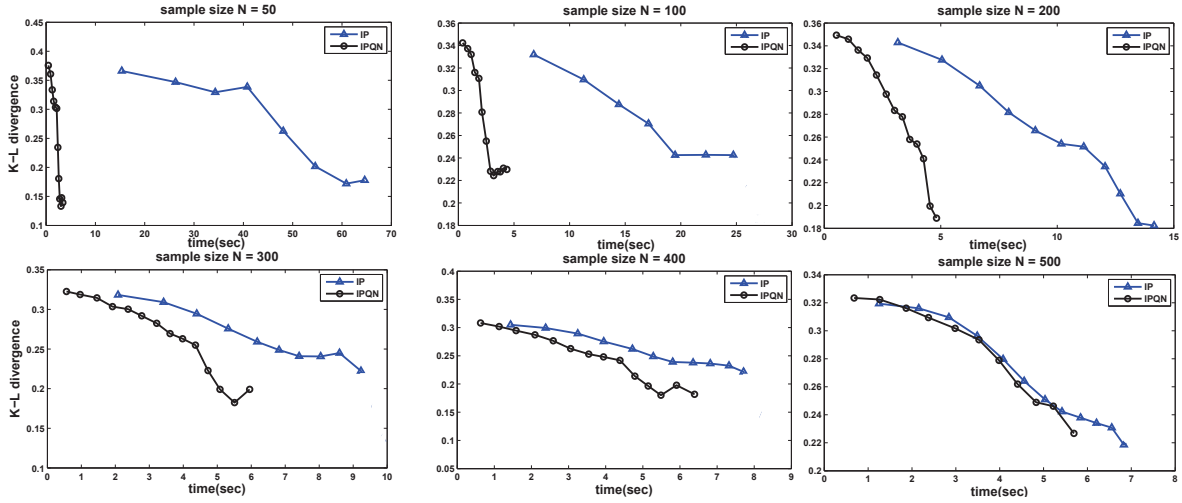 sample size N = 50
sample size N = 100
sample size N = 200
0.45
0.4
0.35
0.3
0.25
0.2
0.15
0.1
K−L divergence
IP
IPQN
0 10 20 30 40 50 60 70
time(sec)
0.36
0.34
0.32
0.3
0.28
0.26
0.24
0.22
0.2
0.18
IP
IPQN
0 5 10 15 20 25 30
time(sec)
0.36
0.34
0.32
0.3
0.28
0.26
0.24
0.22
0.2
0.18
IP
IPQN
0 5 10 15
time(sec)
sample size N = 300
sample size N = 400
sample size N = 500
0.35
0.3
0.25
0.2
0.15
0.1
K−L divergence
IP
IPQN
0 1 2 3 4 5 6 7 8 9 10
time(sec)
0.4
0.35
0.3
0.25
0.2
0.15
0.1
0.05
IP
IPQN
0 1 2 3 4 5 6 7 8 9
time(sec)
0.34
0.32
0.3
0.28
0.26
0.24
0.22
0.2
IP
IPQN
0 1 2 3 4 5 6 7 8
time(sec)